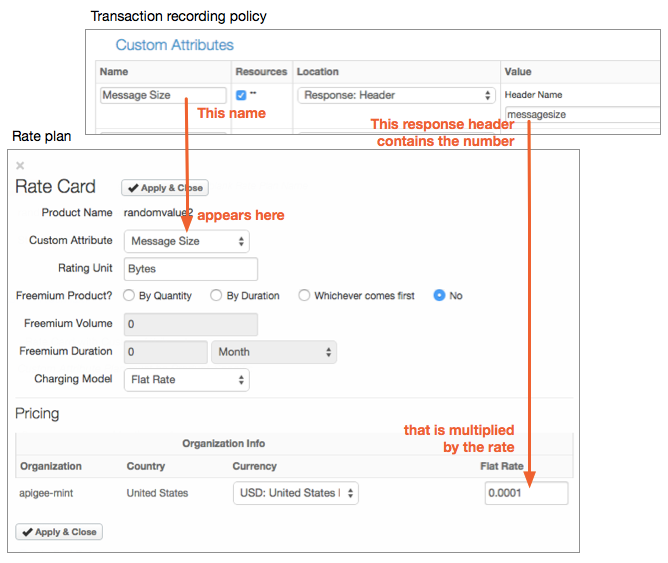 Transaction recording policy
Custom Attributes
Name Resources Location Value
Message Size ** Response: Header Header Name
This name
messagesize
This response header
contains the number
Rate plan
×
Rate Card Apply & Close
Product Name randomvalue2
appears here
Custom Attribute Message Size
Rating Unit Bytes
Freemium Product? By Quantity By Duration Whichever comes first No
Freemium Volume 0
Freemium Duration 0 Month
Charging Model Flat Rate
Pricing
that is multiplied
by the rate
Organization Info
Organization Country Currency Flat Rate
apigee-mint United States USD: United States 0.0001
Apply & Close